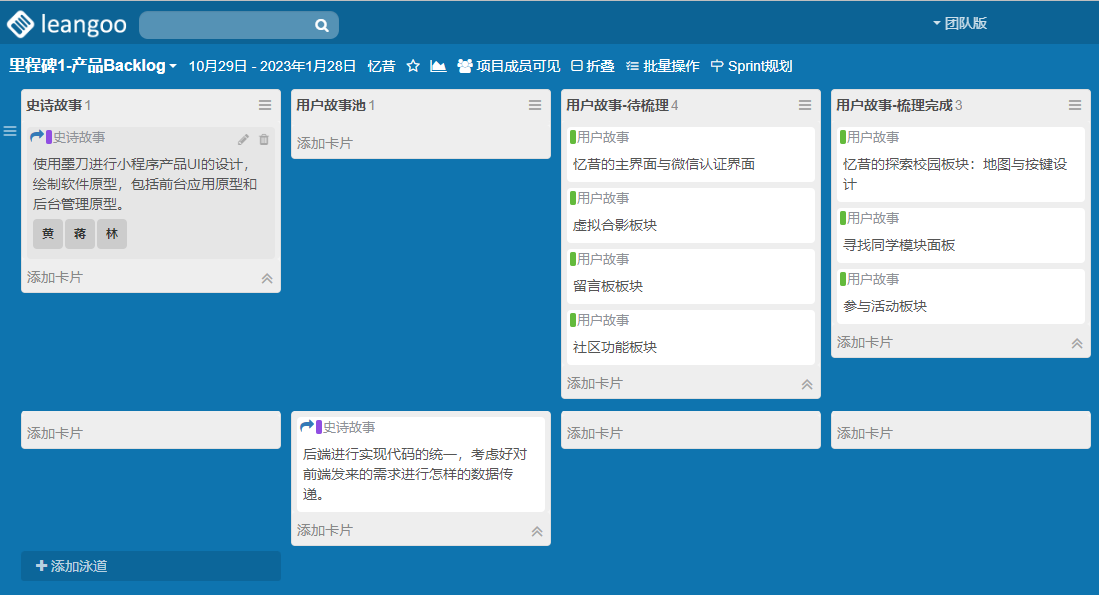 leangoo
团队版
里程碑1-产品Backlog 10月29日 - 2023年1月28日 忆昔 项目成员可见 折叠 批量操作 Sprint规划
史诗故事 1
史诗故事
使用墨刀进行小程序产品UI的设计，
绘制软件原型，包括前台应用原型和
后台管理原型。
黄 蒋 林
添加卡片
用户故事池 1
添加卡片
用户故事-待梳理 4
用户故事
忆昔的主界面与微信认证界面
用户故事
虚拟合影板块
用户故事
留言板板块
用户故事
社区功能板块
添加卡片
用户故事-梳理完成 3
用户故事
忆昔的探索校园板块：地图与按键设
计
用户故事
寻找同学模块面板
用户故事
参与活动板块
添加卡片
添加卡片
史诗故事
后端进行实现代码的统一，考虑好对
前端发来的需求进行怎样的数据传
递。
添加卡片
添加卡片
添加卡片
添加泳道